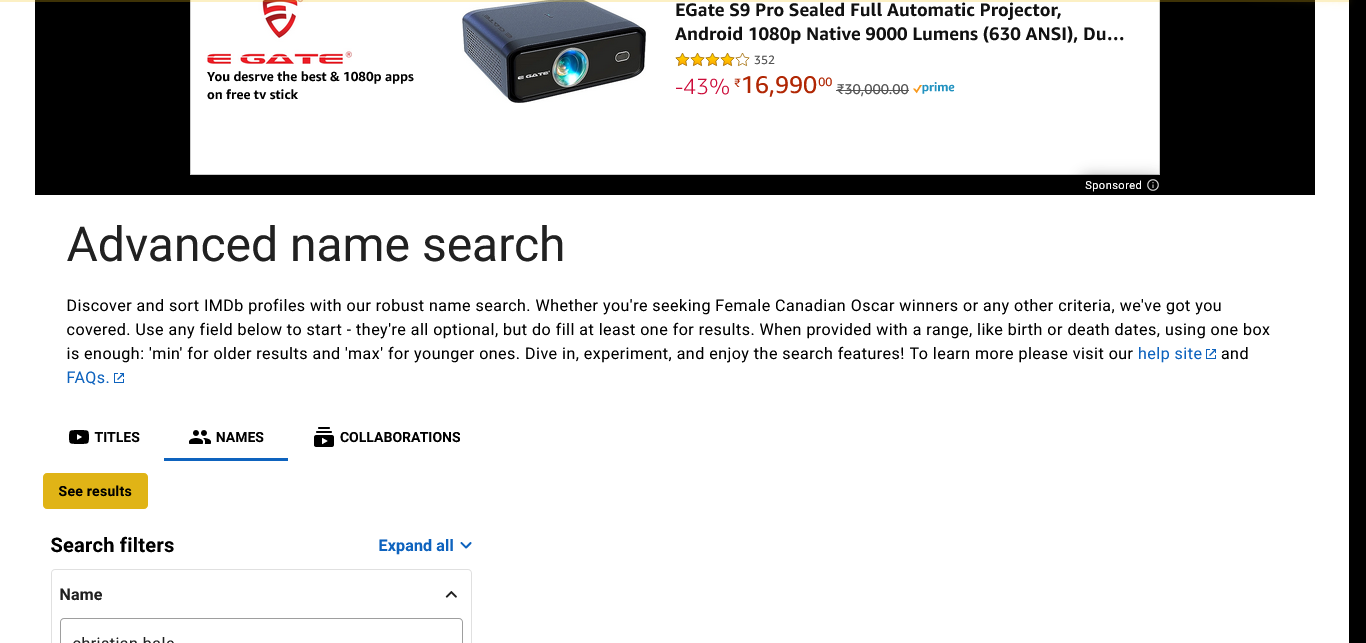 E GATE®
You desrve the best & 1080p apps
on free tv stick
E GATE
EGate S9 Pro Sealed Full Automatic Projector,
Android 1080p Native 9000 Lumens (630 ANSI), Du...
352
-43% ₹16,990.00 ₹30,000.00 prime
Sponsored
Advanced name search
Discover and sort IMDb profiles with our robust name search. Whether you're seeking Female Canadian Oscar winners or any other criteria, we've got you
covered. Use any field below to start - they're all optional, but do fill at least one for results. When provided with a range, like birth or death dates, using one box
is enough: 'min' for older results and 'max' for younger ones. Dive in, experiment, and enjoy the search features! To learn more please visit our help site and
FAQs.
TITLES NAMES COLLABORATIONS
See results
Search filters Expand all
Name
christian bale